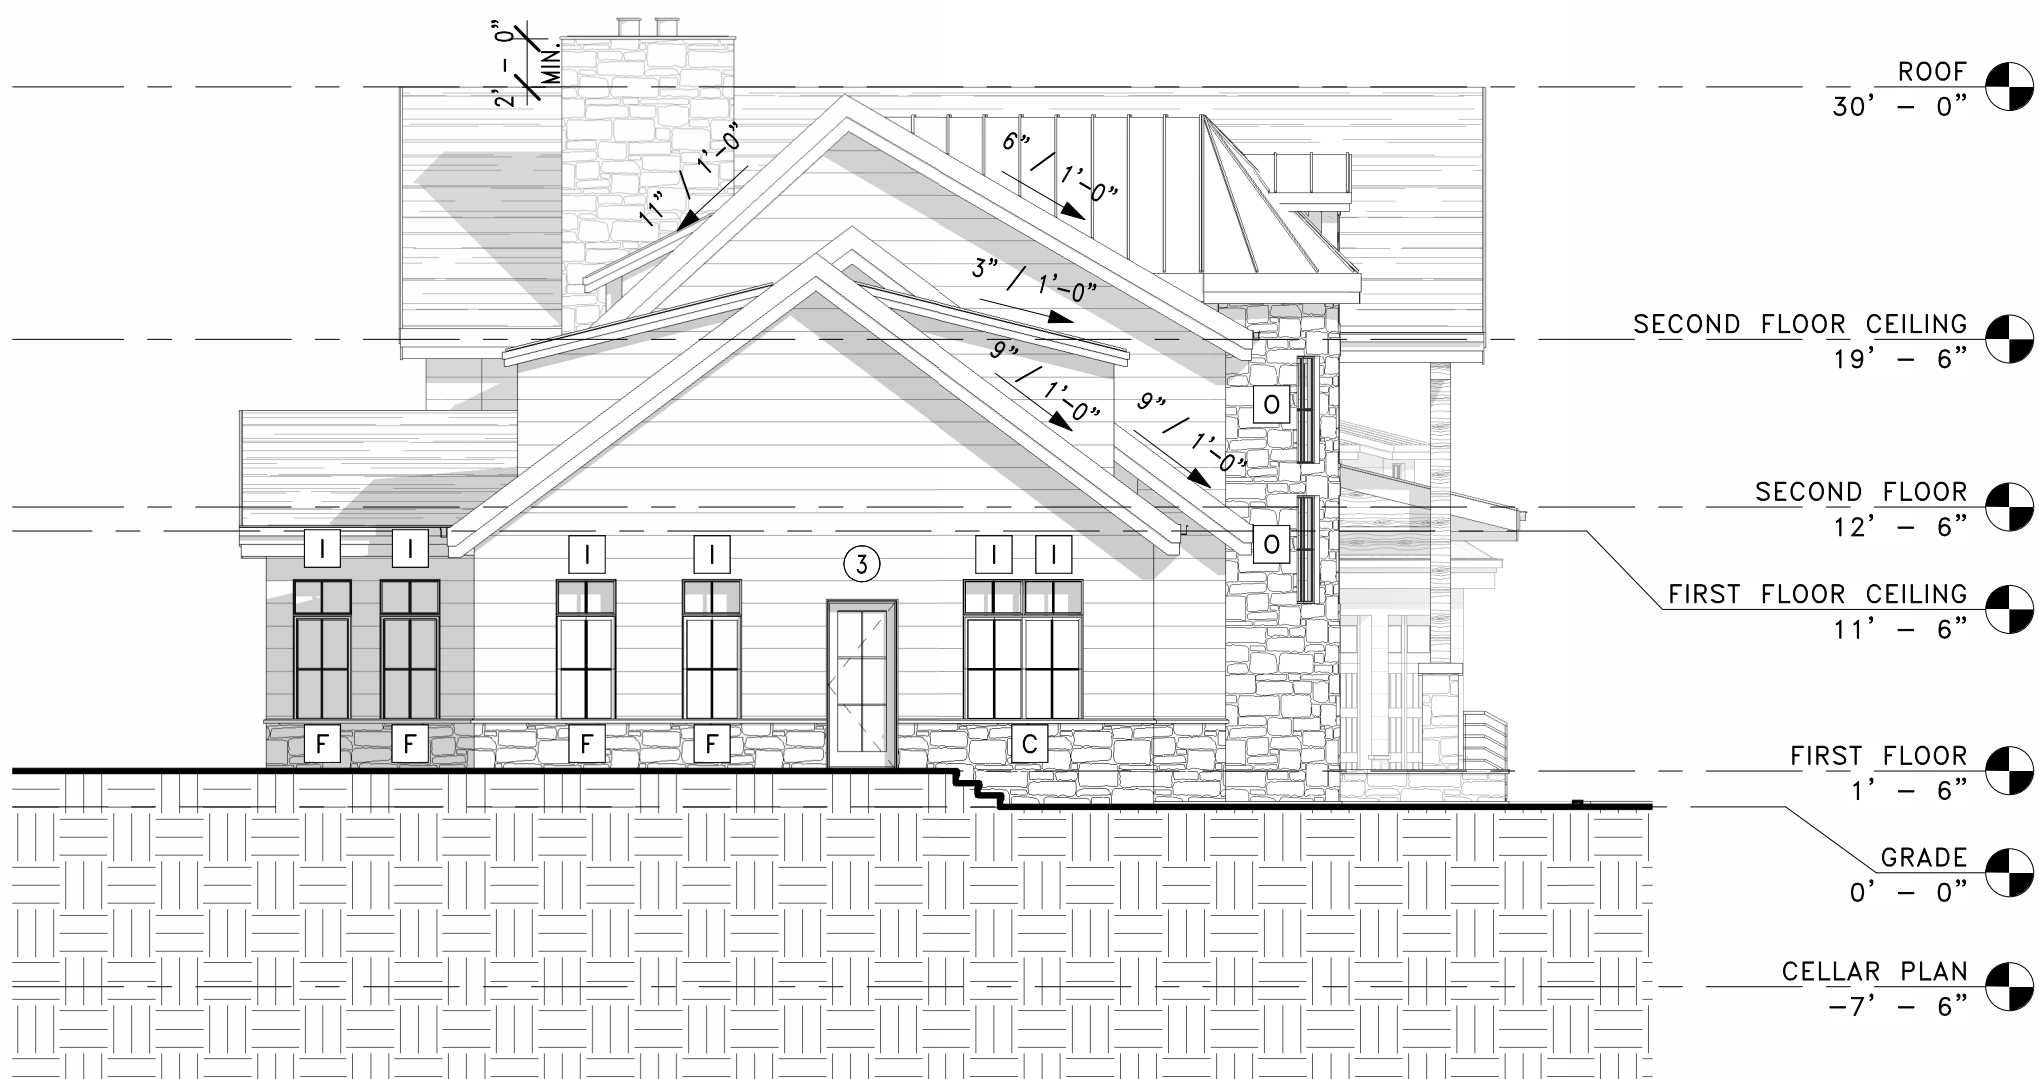 2' - 0"
MIN.
ROOF
30' - 0"
11" / 1'-0"
6" / 1'-0"
3" / 1'-0"
SECOND FLOOR CEILING
19' - 6"
9" / 1'-0"
9" / 1'-0"
O
SECOND FLOOR
12' - 6"
I I I I 3 I I O
FIRST FLOOR CEILING
11' - 6"
F F F F C
FIRST FLOOR
1' - 6"
GRADE
0' - 0"
CELLAR PLAN
-7' - 6"